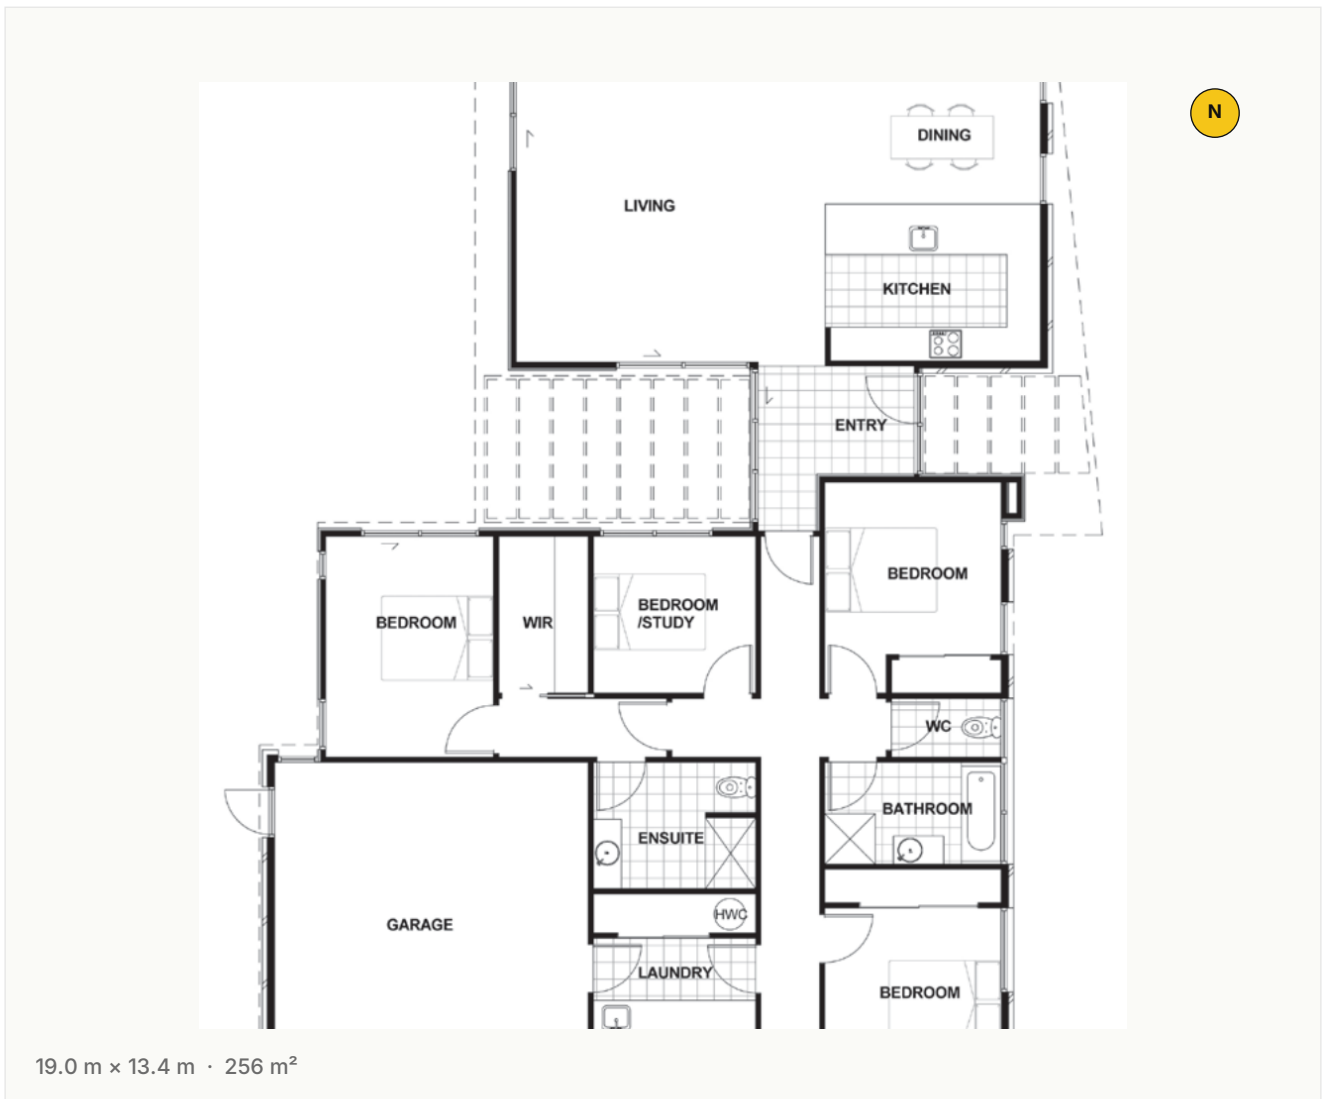 N
DINING
LIVING
KITCHEN
ENTRY
BEDROOM
BEDROOM
WIR
BEDROOM
/STUDY
WC
BATHROOM
ENSUITE
HWC
GARAGE
LAUNDRY
BEDROOM
19.0 m × 13.4 m · 256 m²